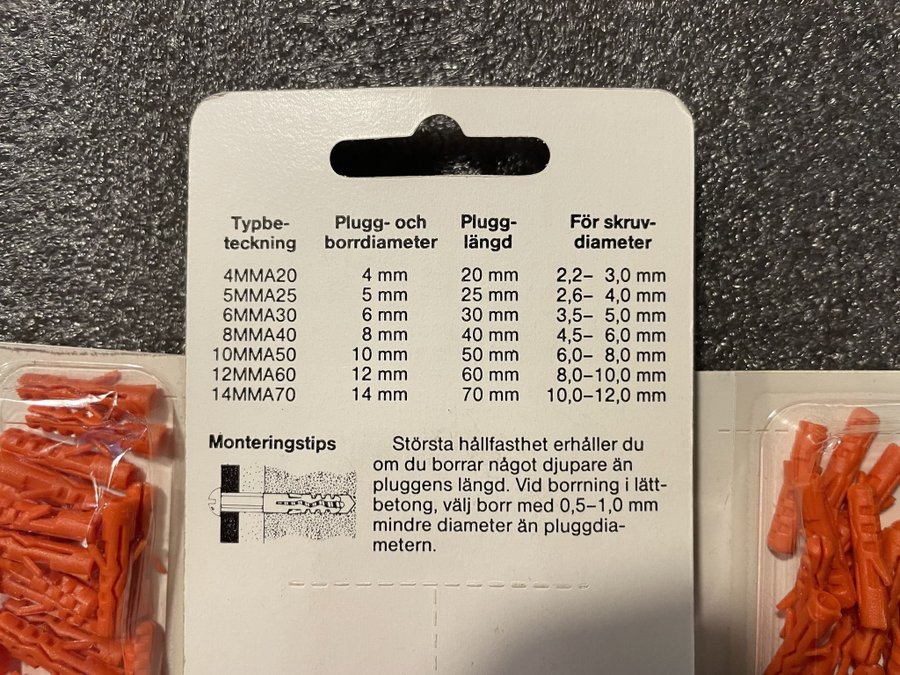 Typbe- Plugg- och Plugg- För skruv-
teckning borrdiameter längd diameter
4MMA20 4 mm 20 mm 2,2– 3,0 mm
5MMA25 5 mm 25 mm 2,6– 4,0 mm
6MMA30 6 mm 30 mm 3,5– 5,0 mm
8MMA40 8 mm 40 mm 4,5– 6,0 mm
10MMA50 10 mm 50 mm 6,0– 8,0 mm
12MMA60 12 mm 60 mm 8,0–10,0 mm
14MMA70 14 mm 70 mm 10,0–12,0 mm
Monteringstips
Största hållfasthet erhåller du
om du borrar något djupare än
pluggens längd. Vid borrning i lätt-
betong, välj borr med 0,5–1,0 mm
mindre diameter än pluggdia-
metern.